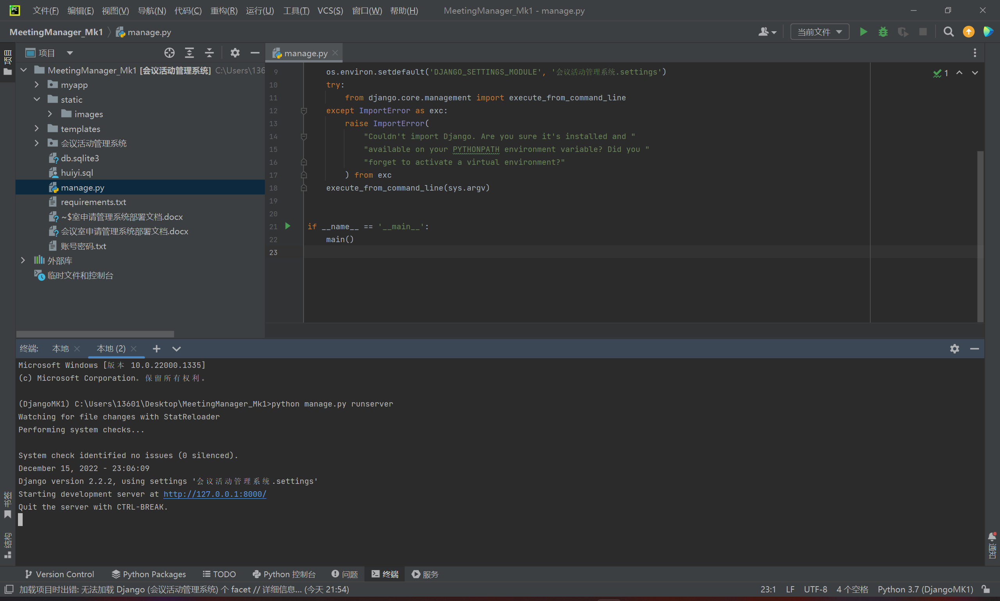 文件(F) 编辑(E) 视图(V) 导航(N) 代码(C) 重构(R) 运行(U) 工具(T) VCS(S) 窗口(W) 帮助(H) MeetingManager_Mk1 - manage.py
MeetingManager_Mk1 manage.py 当前文件
项目
项目
MeetingManager_Mk1 [会议活动管理系统] C:\Users\136
myapp
static
images
templates
会议活动管理系统
db.sqlite3
huiyi.sql
manage.py
requirements.txt
~$室申请管理系统部署文档.docx
会议室申请管理系统部署文档.docx
账号密码.txt
外部库
临时文件和控制台
manage.py
1
9 os.environ.setdefault('DJANGO_SETTINGS_MODULE', '会议活动管理系统.settings')
10 try:
11 from django.core.management import execute_from_command_line
12 except ImportError as exc:
13 raise ImportError(
14 "Couldn't import Django. Are you sure it's installed and "
15 "available on your PYTHONPATH environment variable? Did you "
16 "forget to activate a virtual environment?"
17 ) from exc
18 execute_from_command_line(sys.argv)
19
20
21 if __name__ == '__main__':
22 main()
23
终端: 本地 本地 (2)
Microsoft Windows [版本 10.0.22000.1335]
(c) Microsoft Corporation。保留所有权利。
(DjangoMK1) C:\Users\13601\Desktop\MeetingManager_Mk1>python manage.py runserver
Watching for file changes with StatReloader
Performing system checks...
System check identified no issues (0 silenced).
December 15, 2022 - 23:06:09
Django version 2.2.2, using settings '会议活动管理系统.settings'
Starting development server at http://127.0.0.1:8000/
Quit the server with CTRL-BREAK.
书签
结构
通知
Version Control Python Packages TODO Python 控制台 问题 终端 服务
加载项目时出错: 无法加载 Django (会议活动管理系统) 个 facet // 详细信息... (今天 21:54) 23:1 LF UTF-8 4 个空格 Python 3.7 (DjangoMK1)